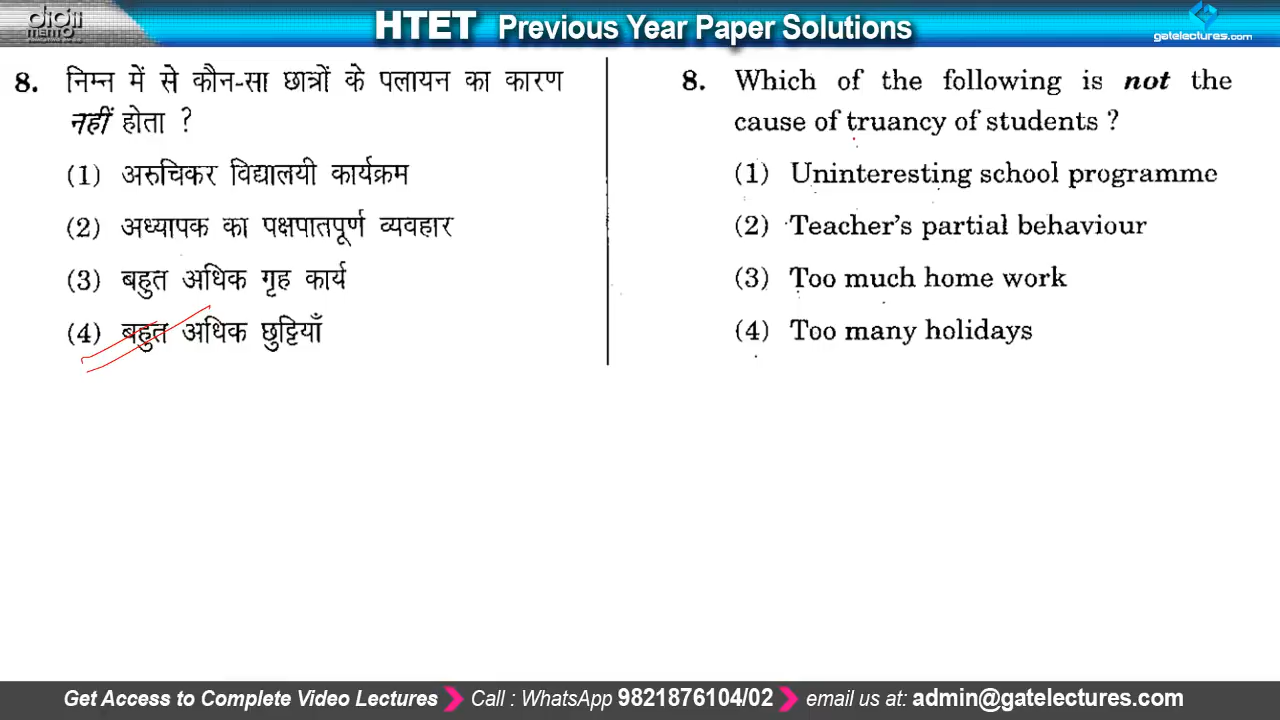 digii
MENTO
HTET Previous Year Paper Solutions
gatelectures.com
8. निम्न में से कौन-सा छात्रों के पलायन का कारण
नहीं होता ?
(1) अरुचिकर विद्यालयी कार्यक्रम
(2) अध्यापक का पक्षपातपूर्ण व्यवहार
(3) बहुत अधिक गृह कार्य
(4) बहुत अधिक छुट्टियाँ
8. Which of the following is not the
cause of truancy of students ?
(1) Uninteresting school programme
(2) Teacher's partial behaviour
(3) Too much home work
(4) Too many holidays
Get Access to Complete Video Lectures Call : WhatsApp 9821876104/02 email us at: admin@gatelectures.com